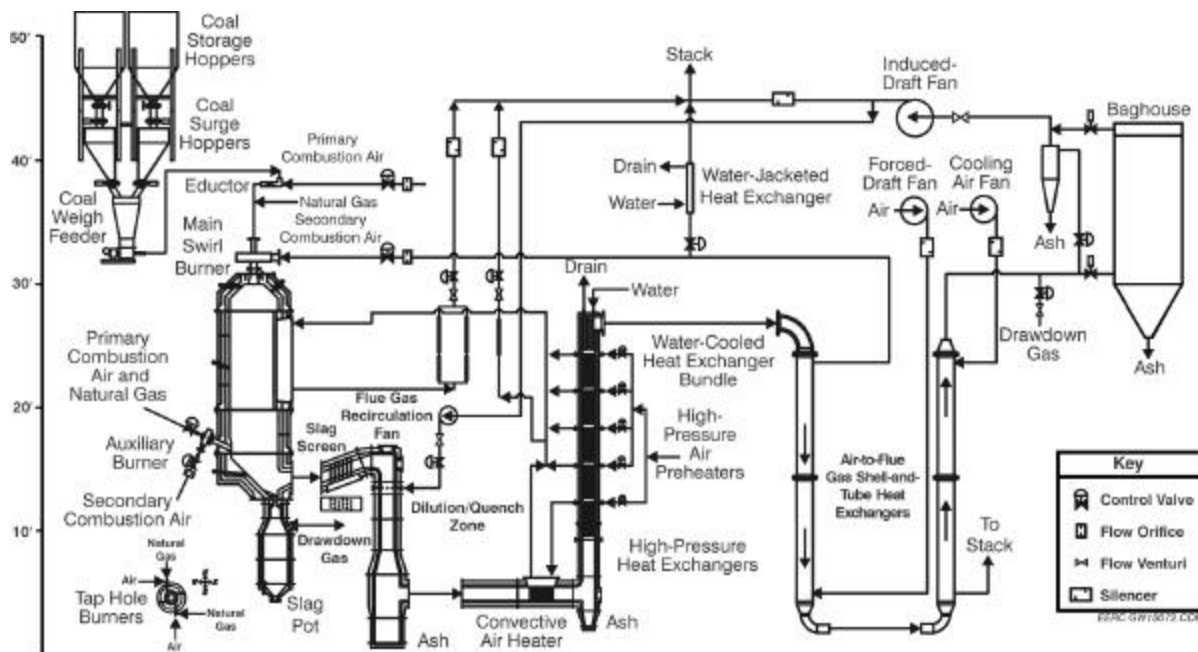 50'
40'
30'
20'
10'
Coal
Storage
Hoppers
Coal
Surge
Hoppers
Coal
Weigh
Feeder
Eductor
Primary
Combustion Air
Natural Gas
Secondary
Combustion Air
Main
Swirl
Burner
Stack
Drain
Water
Water-Jacketed
Heat Exchanger
Induced-
Draft Fan
Forced-
Draft Fan
Air
Cooling
Air Fan
Air
Baghouse
Ash
Ash
Drawdown
Gas
Drain
Water
Water-Cooled
Heat Exchanger
Bundle
Primary
Combustion
Air and
Natural Gas
Auxiliary
Burner
Secondary
Combustion Air
Flue Gas
Recirculation
Fan
Slag
Screen
High-
Pressure
Air
Preheaters
Air-to-Flue
Gas Shell-and-
Tube Heat
Exchangers
Dilution/Quench
Zone
Drawdown
Gas
High-Pressure
Heat Exchangers
To
Stack
Natural
Gas
Air
Tap Hole
Burners
Natural
Gas
Air
Slag
Pot
Ash
Convective
Air Heater
Ash
Key
Control Valve
Flow Orifice
Flow Venturi
Silencer